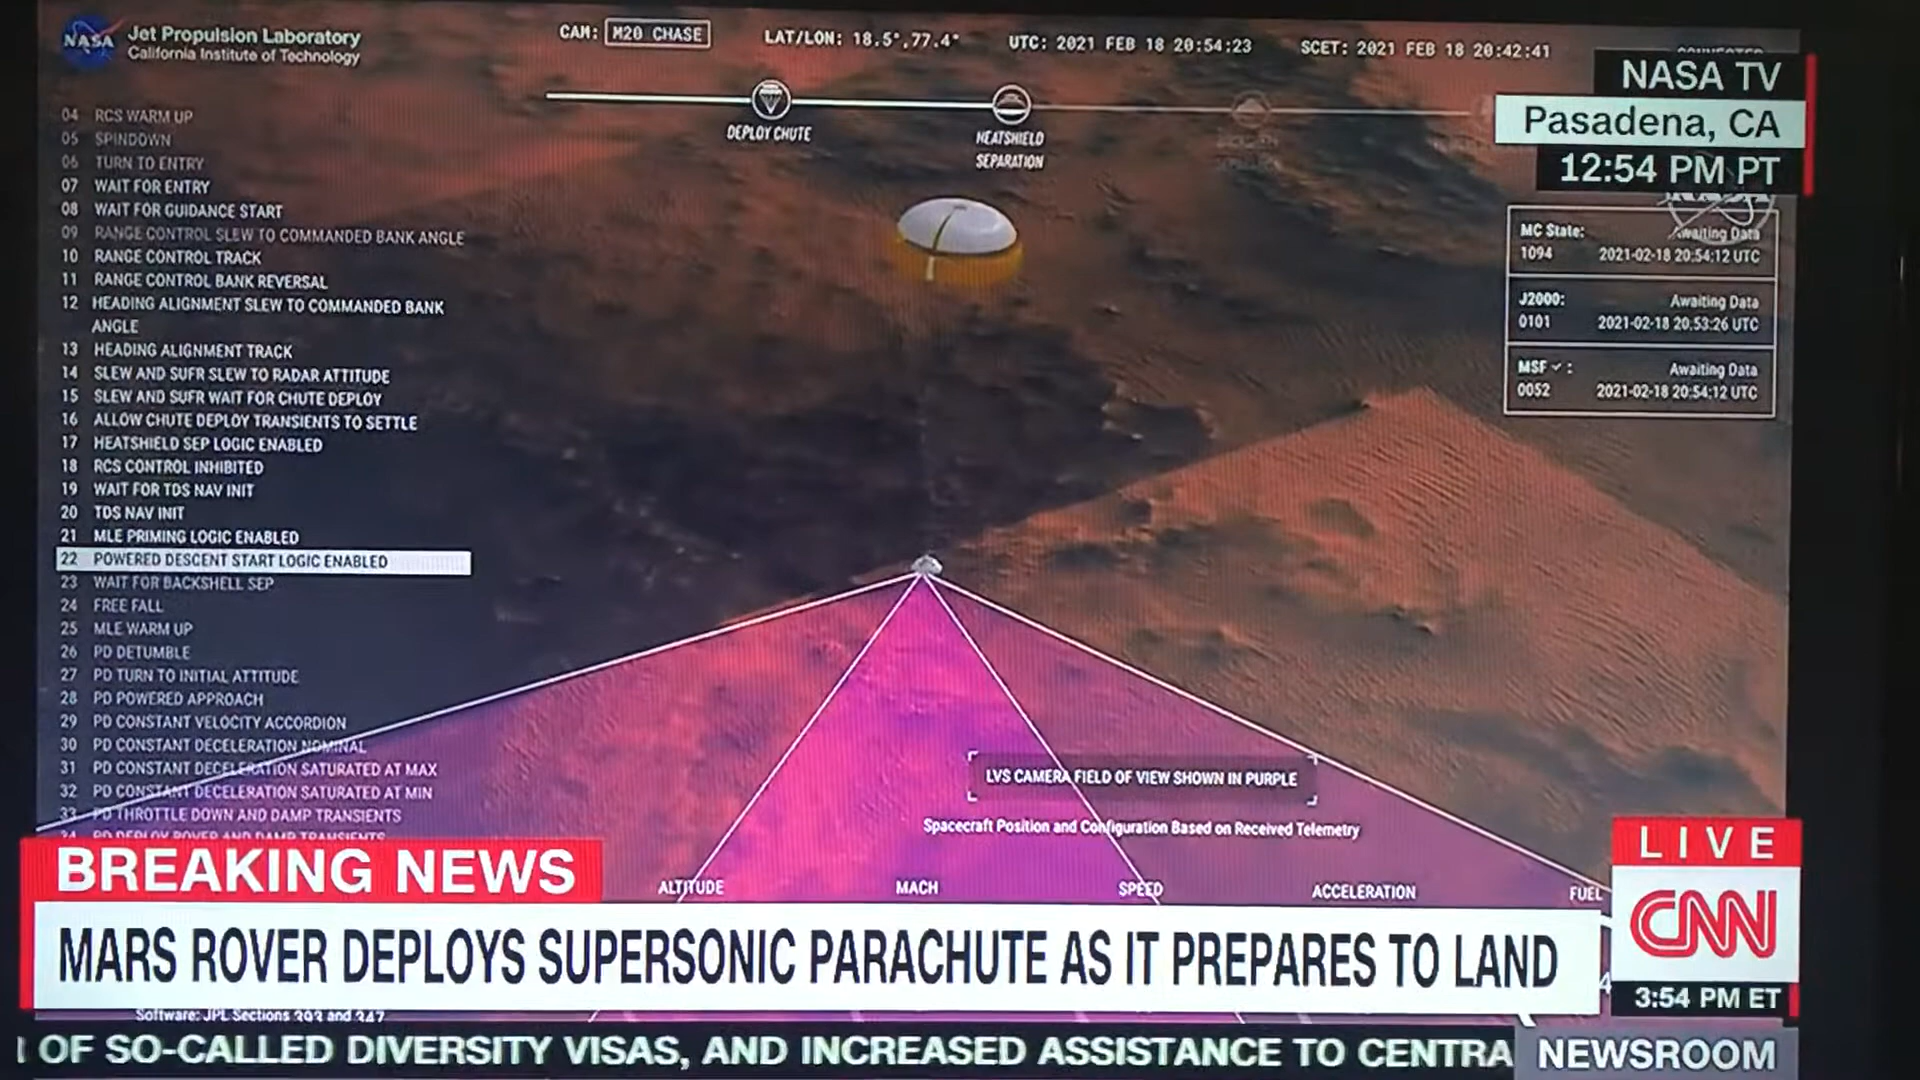 NASA
Jet Propulsion Laboratory
California Institute of Technology
CAM: M20 CHASE
LAT/LON: 18.5°,77.4°
UTC: 2021 FEB 18 20:54:23
SCET: 2021 FEB 18 20:42:41
NASA TV
Pasadena, CA
12:54 PM PT
DEPLOY CHUTE
HEATSHIELD
SEPARATION
04 RCS WARM UP
05 SPINDOWN
06 TURN TO ENTRY
07 WAIT FOR ENTRY
08 WAIT FOR GUIDANCE START
09 RANGE CONTROL SLEW TO COMMANDED BANK ANGLE
10 RANGE CONTROL TRACK
11 RANGE CONTROL BANK REVERSAL
12 HEADING ALIGNMENT SLEW TO COMMANDED BANK
ANGLE
13 HEADING ALIGNMENT TRACK
14 SLEW AND SUFR SLEW TO RADAR ATTITUDE
15 SLEW AND SUFR WAIT FOR CHUTE DEPLOY
16 ALLOW CHUTE DEPLOY TRANSIENTS TO SETTLE
17 HEATSHIELD SEP LOGIC ENABLED
18 RCS CONTROL INHIBITED
19 WAIT FOR TDS NAV INIT
20 TDS NAV INIT
21 MLE PRIMING LOGIC ENABLED
22 POWERED DESCENT START LOGIC ENABLED
23 WAIT FOR BACKSHELL SEP
24 FREE FALL
25 MLE WARM UP
26 PD DETUMBLE
27 PD TURN TO INITIAL ATTITUDE
28 PD POWERED APPROACH
29 PD CONSTANT VELOCITY ACCORDION
30 PD CONSTANT DECELERATION NOMINAL
31 PD CONSTANT DECELERATION SATURATED AT MAX
32 PD CONSTANT DECELERATION SATURATED AT MIN
33 PD THROTTLE DOWN AND DAMP TRANSIENTS
34 PD DEPLOY ROVER AND DAMP TRANSIENTS
MC State: Awaiting Data
1094 2021-02-18 20:54:12 UTC
J2000: Awaiting Data
0101 2021-02-18 20:53:26 UTC
MSF ✓ : Awaiting Data
0052 2021-02-18 20:54:12 UTC
LVS CAMERA FIELD OF VIEW SHOWN IN PURPLE
Spacecraft Position and Configuration Based on Received Telemetry
ALTITUDE MACH SPEED ACCELERATION FUEL
BREAKING NEWS
MARS ROVER DEPLOYS SUPERSONIC PARACHUTE AS IT PREPARES TO LAND
LIVE
CNN
3:54 PM ET
Software: JPL Sections 393 and 347
OF SO-CALLED DIVERSITY VISAS, AND INCREASED ASSISTANCE TO CENTRA
NEWSROOM